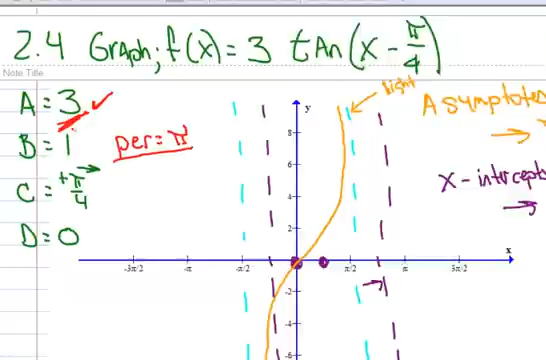 2.4 Graph; f(x) = 3 tAn(x - π/4)
Note Title
A = 3 ✓
B = 1
per = π
C = +π/4
D = 0
right
Asymptotes
x - intercepts
y
8
6
4
2
x
-3π/2 -π -π/2 π/2 π 3π/2
-2
-4
-6